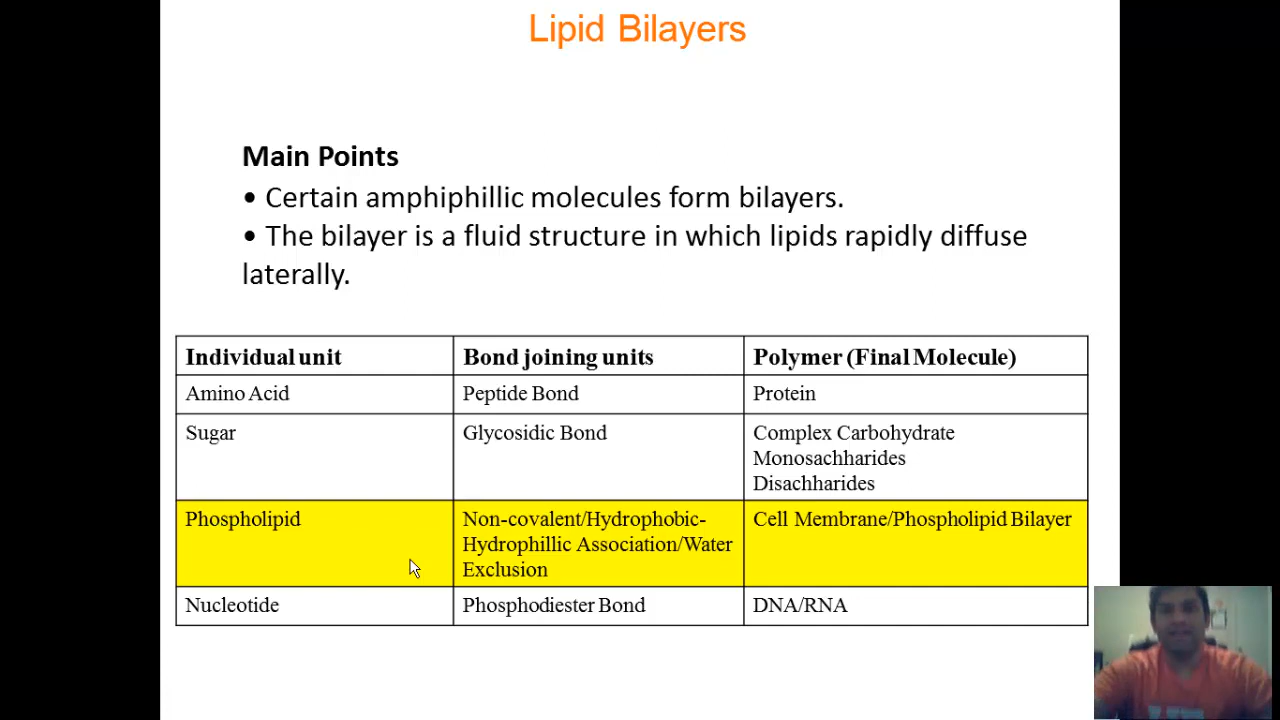 Lipid Bilayers
Main Points
• Certain amphiphillic molecules form bilayers.
• The bilayer is a fluid structure in which lipids rapidly diffuse
laterally.
Individual unit Bond joining units Polymer (Final Molecule)
Amino Acid Peptide Bond Protein
Sugar Glycosidic Bond Complex Carbohydrate
Monosachharides
Disachharides
Phospholipid Non-covalent/Hydrophobic- Cell Membrane/Phospholipid Bilayer
Hydrophillic Association/Water
Exclusion
Nucleotide Phosphodiester Bond DNA/RNA